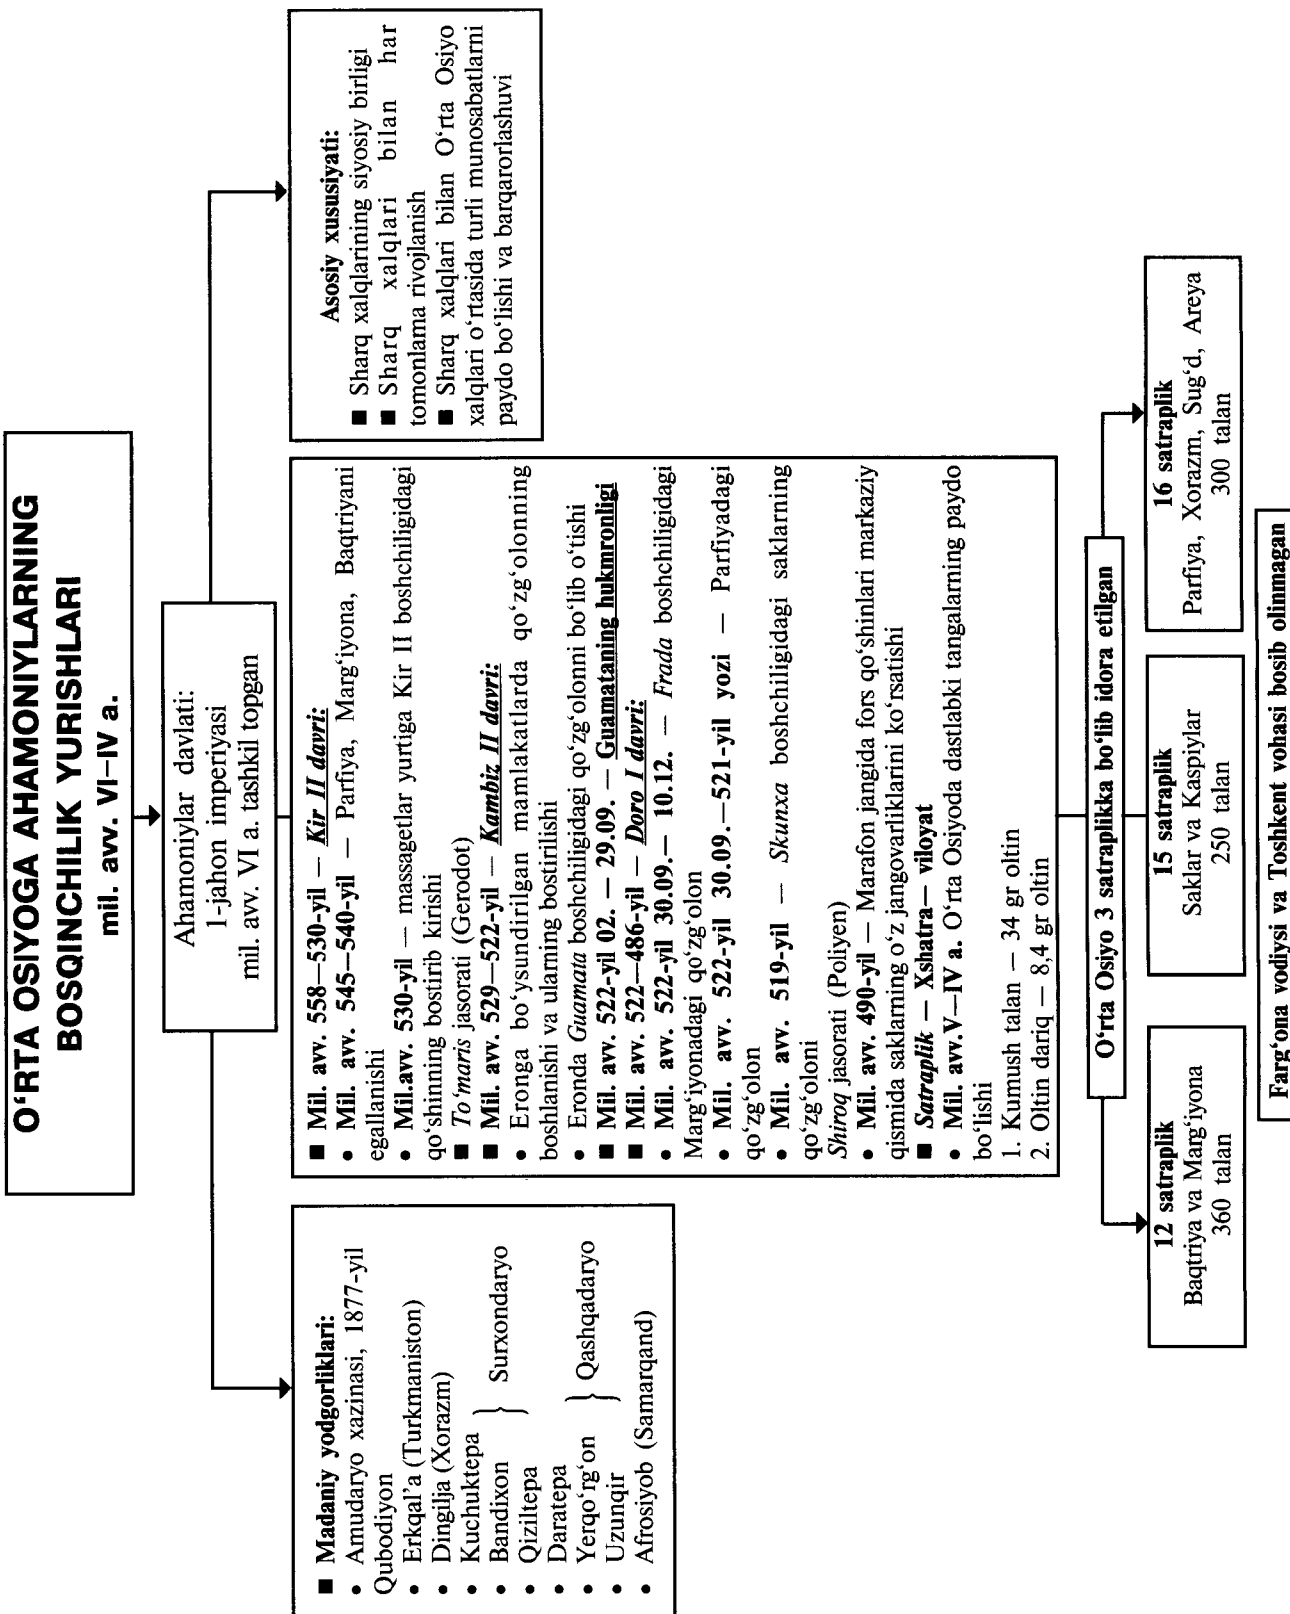 O‘RTA OSIYOGA AHAMONIYLARNING
BOSQINCHILIK YURISHLARI
mil. avv. VI–IV a.
Ahamoniylar davlati:
1-jahon imperiyasi
mil. avv. VI a. tashkil topgan
■ Madaniy yodgorliklari:
• Amudaryo xazinasi, 1877-yil
Qubodiyon
• Erkqal’a (Turkmaniston)
• Dingilja (Xorazm)
• Kuchuktepa
• Bandixon } Surxondaryo
• Qiziltepa
• Daratepa
• Yerqo‘rg‘on } Qashqadaryo
• Uzunqir
• Afrosiyob (Samarqand)
■ Mil. avv. 558—530-yil — Kir II davri:
• Mil. avv. 545—540-yil — Parfiya, Marg‘iyona, Baqtriyani
egallanishi
• Mil.avv. 530-yil — massagetlar yurtiga Kir II boshchiligidagi
qo‘shinning bostirib kirishi
■ To‘maris jasorati (Gerodot)
■ Mil. avv. 529—522-yil — Kambiz II davri:
• Eronga bo‘ysundirilgan mamlakatlarda qo‘zg‘olonning
boshlanishi va ularning bostirilishi
• Eronda Guamata boshchiligidagi qo‘zg‘olonni bo‘lib o‘tishi
■ Mil. avv. 522-yil 02. — 29.09. — Guamataning hukmronligi
■ Mil. avv. 522—486-yil — Doro I davri:
• Mil. avv. 522-yil 30.09.— 10.12. — Frada boshchiligidagi
Marg‘iyonadagi qo‘zg‘olon
• Mil. avv. 522-yil 30.09.—521-yil yozi — Parfiyadagi
qo‘zg‘olon
• Mil. avv. 519-yil — Skunxa boshchiligidagi saklarning
qo‘zg‘oloni
Shiroq jasorati (Poliyen)
• Mil. avv. 490-yil — Marafon jangida fors qo‘shinlari markaziy
qismida saklarning o‘z jangovarliklarini ko‘rsatishi
■ Satraplik — Xshatra— viloyat
• Mil. avv.V—IV a. O‘rta Osiyoda dastlabki tangalarning paydo
bo‘lishi
1. Kumush talan — 34 gr oltin
2. Oltin dariq — 8,4 gr oltin
Asosiy xususiyati:
■ Sharq xalqlarining siyosiy birligi
■ Sharq xalqlari bilan har
tomonlama rivojlanish
■ Sharq xalqlari bilan O‘rta Osiyo
xalqlari o‘rtasida turli munosabatlarni
paydo bo‘lishi va barqarorlashuvi
O‘rta Osiyo 3 satraplikka bo‘lib idora etilgan
12 satraplik
Baqtriya va Marg‘iyona
360 talan
15 satraplik
Saklar va Kaspiylar
250 talan
16 satraplik
Parfiya, Xorazm, Sug‘d, Areya
300 talan
Farg‘ona vodiysi va Toshkent vohasi bosib olinmagan